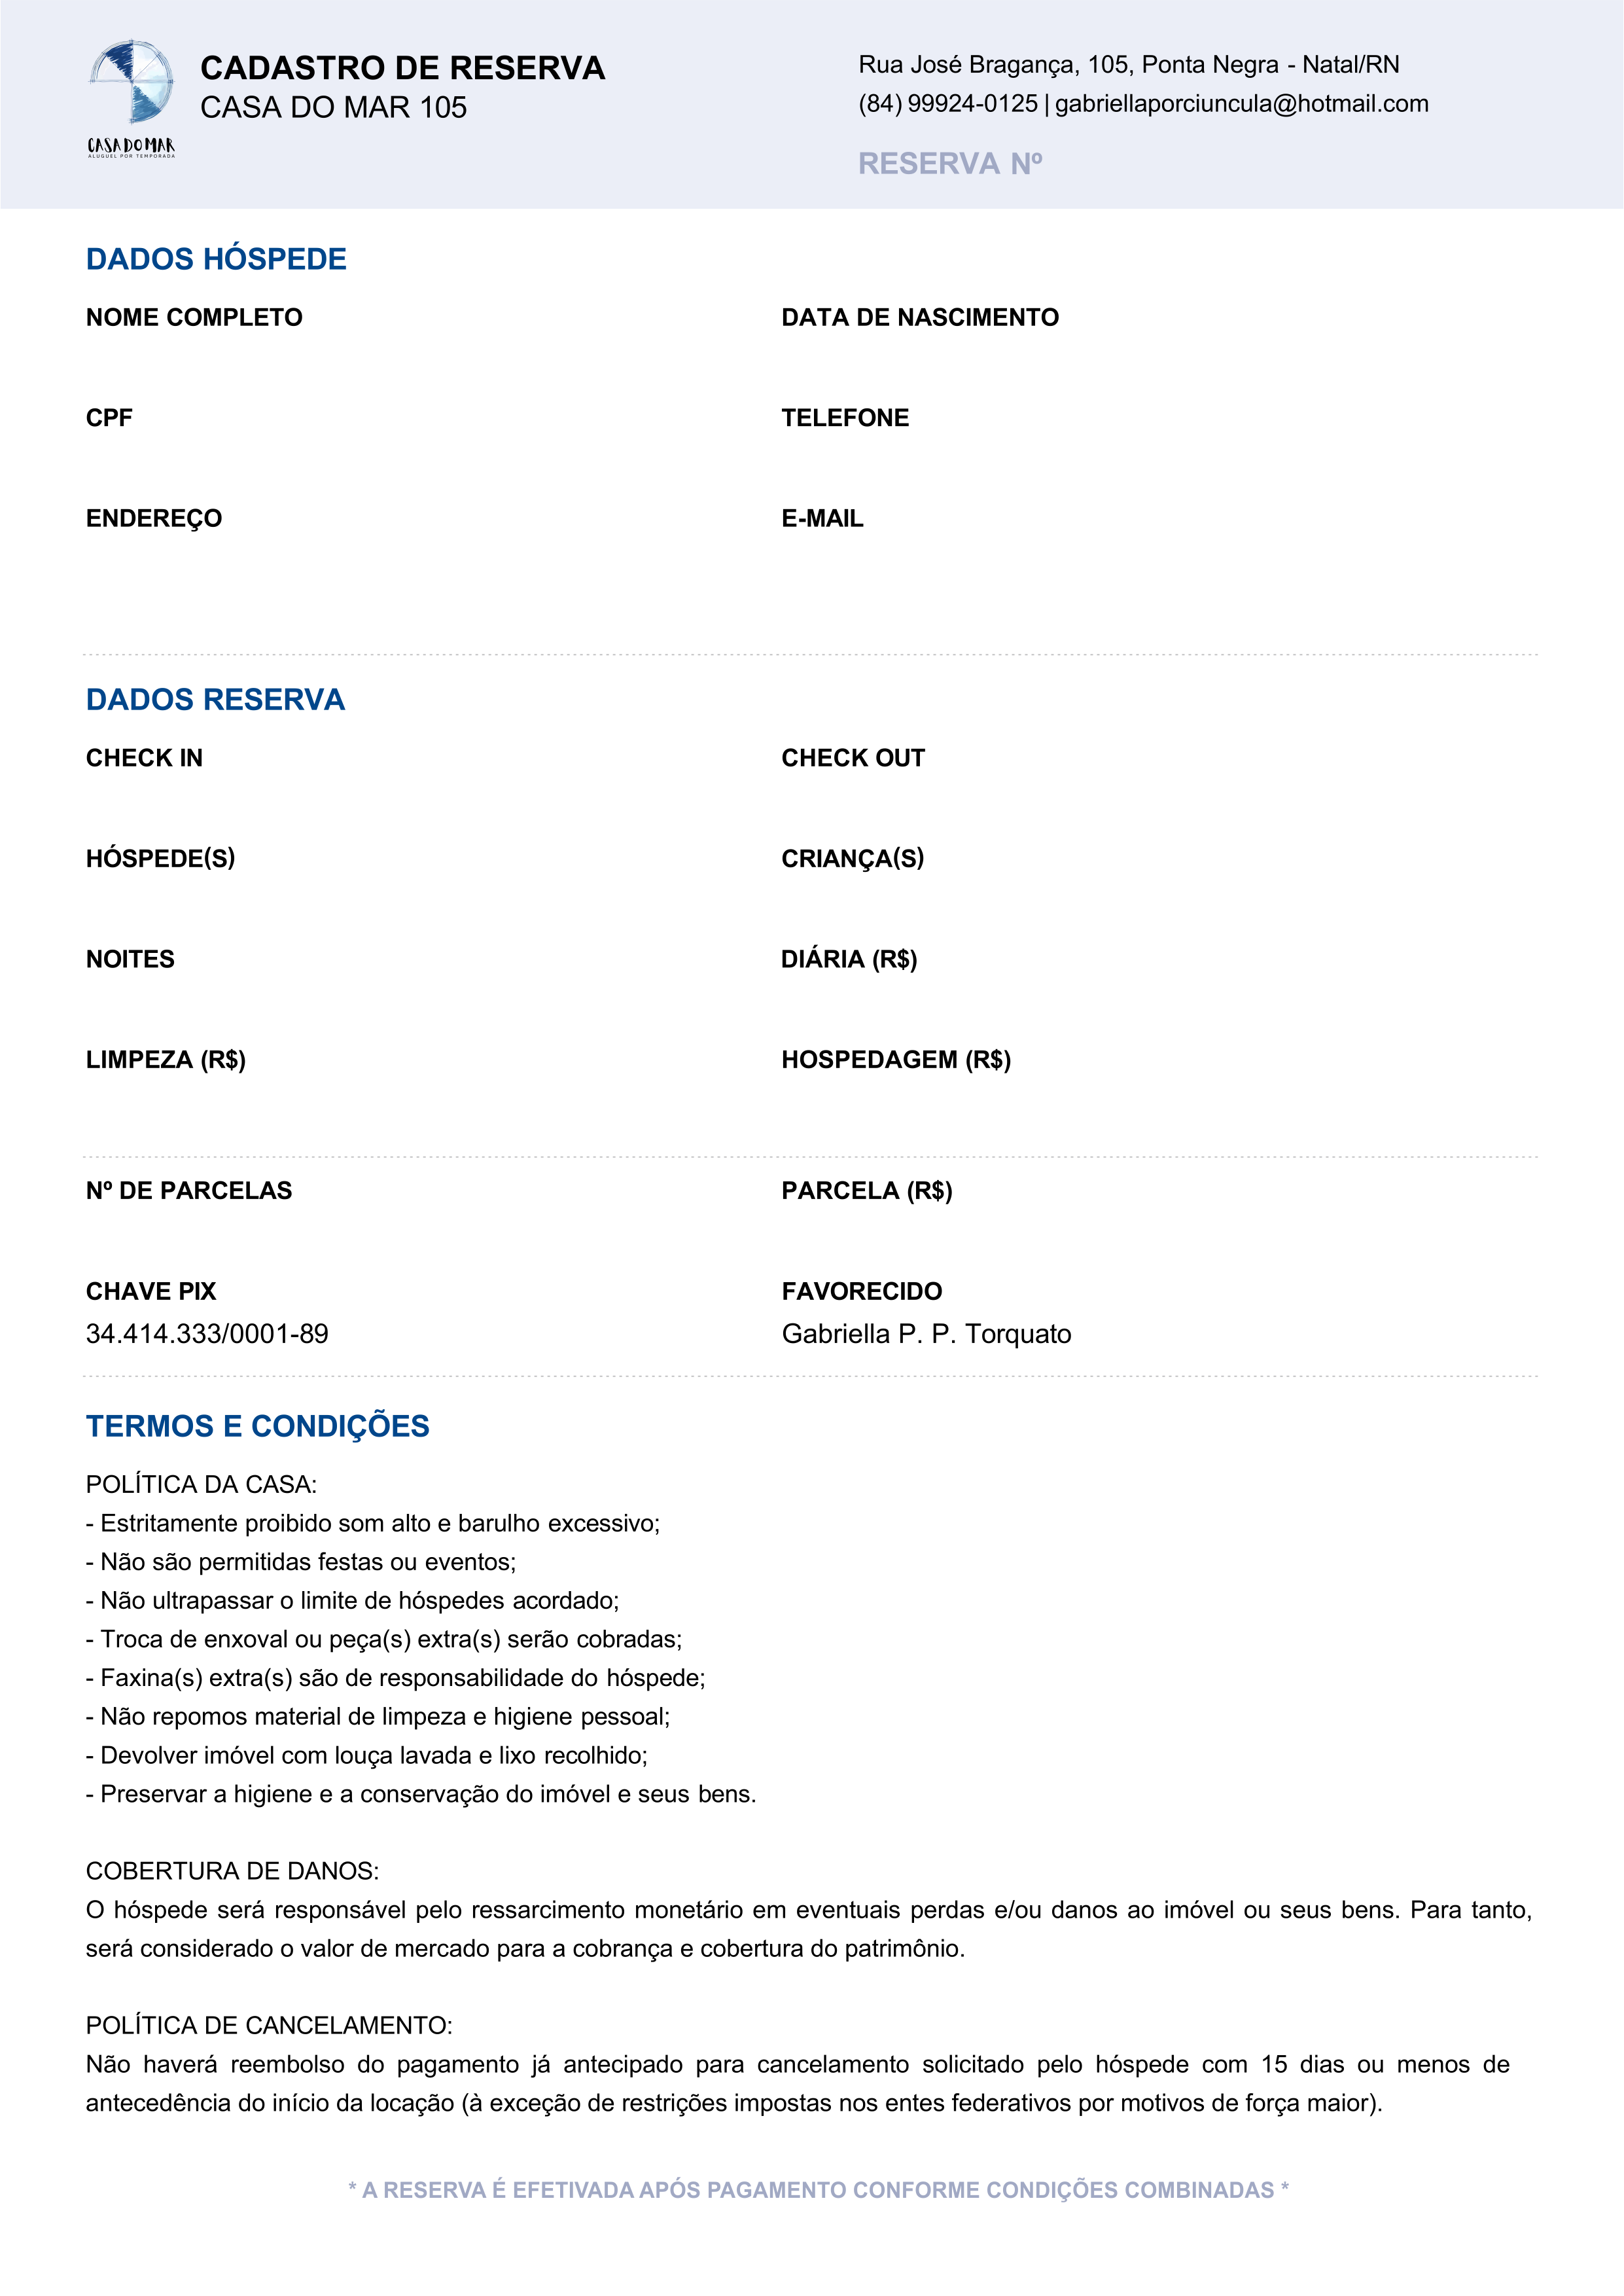 CADASTRO DE RESERVA
CASA DO MAR 105
CASA DO MAR
ALUGUEL POR TEMPORADA
Rua José Bragança, 105, Ponta Negra - Natal/RN
(84) 99924-0125 | gabriellaporciuncula@hotmail.com
RESERVA Nº
DADOS HÓSPEDE
NOME COMPLETO
DATA DE NASCIMENTO
CPF
TELEFONE
ENDEREÇO
E-MAIL
DADOS RESERVA
CHECK IN
CHECK OUT
HÓSPEDE(S)
CRIANÇA(S)
NOITES
DIÁRIA (R$)
LIMPEZA (R$)
HOSPEDAGEM (R$)
Nº DE PARCELAS
PARCELA (R$)
CHAVE PIX
FAVORECIDO
34.414.333/0001-89
Gabriella P. P. Torquato
TERMOS E CONDIÇÕES
POLÍTICA DA CASA:
- Estritamente proibido som alto e barulho excessivo;
- Não são permitidas festas ou eventos;
- Não ultrapassar o limite de hóspedes acordado;
- Troca de enxoval ou peça(s) extra(s) serão cobradas;
- Faxina(s) extra(s) são de responsabilidade do hóspede;
- Não repomos material de limpeza e higiene pessoal;
- Devolver imóvel com louça lavada e lixo recolhido;
- Preservar a higiene e a conservação do imóvel e seus bens.
COBERTURA DE DANOS:
O hóspede será responsável pelo ressarcimento monetário em eventuais perdas e/ou danos ao imóvel ou seus bens. Para tanto,
será considerado o valor de mercado para a cobrança e cobertura do patrimônio.
POLÍTICA DE CANCELAMENTO:
Não haverá reembolso do pagamento já antecipado para cancelamento solicitado pelo hóspede com 15 dias ou menos de
antecedência do início da locação (à exceção de restrições impostas nos entes federativos por motivos de força maior).
* A RESERVA É EFETIVADA APÓS PAGAMENTO CONFORME CONDIÇÕES COMBINADAS *